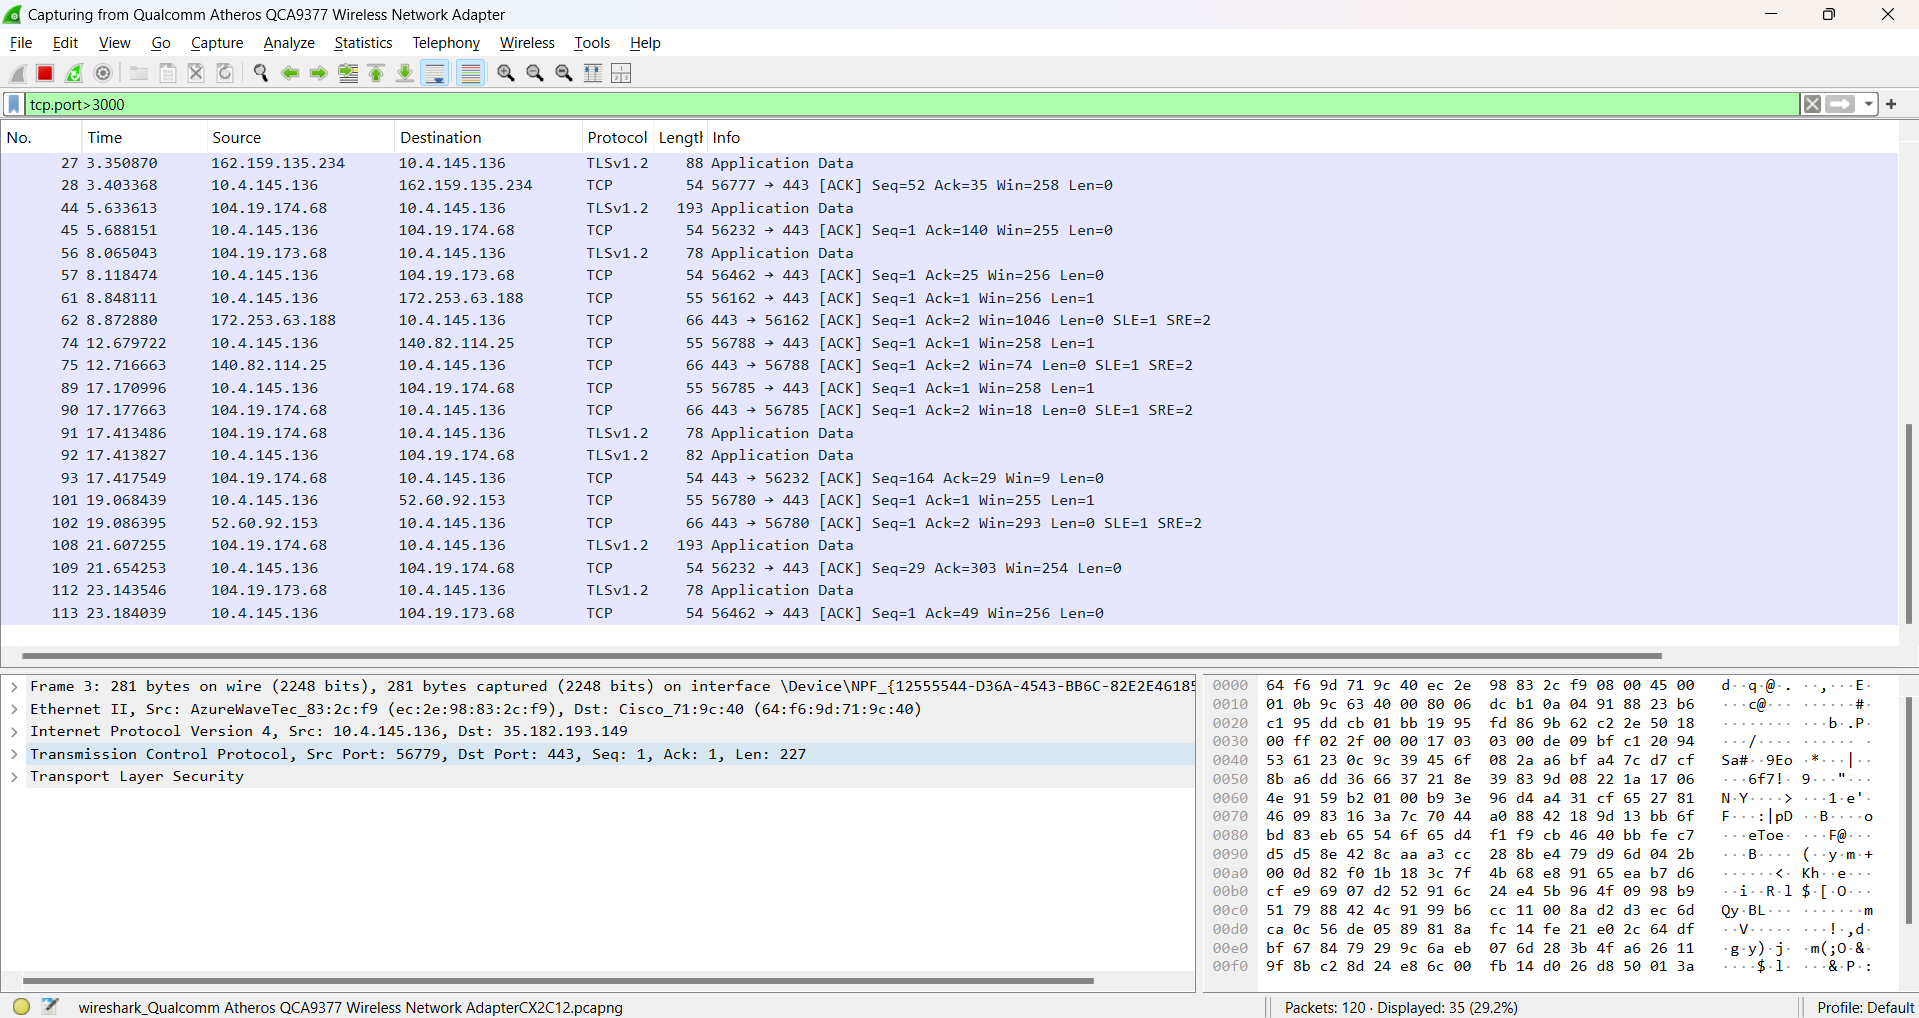 Capturing from Qualcomm Atheros QCA9377 Wireless Network Adapter
File Edit View Go Capture Analyze Statistics Telephony Wireless Tools Help
tcp.port>3000
No. Time Source Destination Protocol Length Info
27 3.350870 162.159.135.234 10.4.145.136 TLSv1.2 88 Application Data
28 3.403368 10.4.145.136 162.159.135.234 TCP 54 56777 → 443 [ACK] Seq=52 Ack=35 Win=258 Len=0
44 5.633613 104.19.174.68 10.4.145.136 TLSv1.2 193 Application Data
45 5.688151 10.4.145.136 104.19.174.68 TCP 54 56232 → 443 [ACK] Seq=1 Ack=140 Win=255 Len=0
56 8.065043 104.19.173.68 10.4.145.136 TLSv1.2 78 Application Data
57 8.118474 10.4.145.136 104.19.173.68 TCP 54 56462 → 443 [ACK] Seq=1 Ack=25 Win=256 Len=0
61 8.848111 10.4.145.136 172.253.63.188 TCP 55 56162 → 443 [ACK] Seq=1 Ack=1 Win=256 Len=1
62 8.872880 172.253.63.188 10.4.145.136 TCP 66 443 → 56162 [ACK] Seq=1 Ack=2 Win=1046 Len=0 SLE=1 SRE=2
74 12.679722 10.4.145.136 140.82.114.25 TCP 55 56788 → 443 [ACK] Seq=1 Ack=1 Win=258 Len=1
75 12.716663 140.82.114.25 10.4.145.136 TCP 66 443 → 56788 [ACK] Seq=1 Ack=2 Win=74 Len=0 SLE=1 SRE=2
89 17.170996 10.4.145.136 104.19.174.68 TCP 55 56785 → 443 [ACK] Seq=1 Ack=1 Win=258 Len=1
90 17.177663 104.19.174.68 10.4.145.136 TCP 66 443 → 56785 [ACK] Seq=1 Ack=2 Win=18 Len=0 SLE=1 SRE=2
91 17.413486 104.19.174.68 10.4.145.136 TLSv1.2 78 Application Data
92 17.413827 10.4.145.136 104.19.174.68 TLSv1.2 82 Application Data
93 17.417549 104.19.174.68 10.4.145.136 TCP 54 443 → 56232 [ACK] Seq=164 Ack=29 Win=9 Len=0
101 19.068439 10.4.145.136 52.60.92.153 TCP 55 56780 → 443 [ACK] Seq=1 Ack=1 Win=255 Len=1
102 19.086395 52.60.92.153 10.4.145.136 TCP 66 443 → 56780 [ACK] Seq=1 Ack=2 Win=293 Len=0 SLE=1 SRE=2
108 21.607255 104.19.174.68 10.4.145.136 TLSv1.2 193 Application Data
109 21.654253 10.4.145.136 104.19.174.68 TCP 54 56232 → 443 [ACK] Seq=29 Ack=303 Win=254 Len=0
112 23.143546 104.19.173.68 10.4.145.136 TLSv1.2 78 Application Data
113 23.184039 10.4.145.136 104.19.173.68 TCP 54 56462 → 443 [ACK] Seq=1 Ack=49 Win=256 Len=0
Frame 3: 281 bytes on wire (2248 bits), 281 bytes captured (2248 bits) on interface \Device\NPF_{12555544-D36A-4543-BB6C-82E2E46185
Ethernet II, Src: AzureWaveTec_83:2c:f9 (ec:2e:98:83:2c:f9), Dst: Cisco_71:9c:40 (64:f6:9d:71:9c:40)
Internet Protocol Version 4, Src: 10.4.145.136, Dst: 35.182.193.149
Transmission Control Protocol, Src Port: 56779, Dst Port: 443, Seq: 1, Ack: 1, Len: 227
Transport Layer Security
0000 64 f6 9d 71 9c 40 ec 2e 98 83 2c f9 08 00 45 00 d··q·@·. ··,···E·
0010 01 0b 9c 63 40 00 80 06 dc b1 0a 04 91 88 23 b6 ···c@··· ······#·
0020 c1 95 dd cb 01 bb 19 95 fd 86 9b 62 c2 2e 50 18 ········ ···b·.P·
0030 00 ff 02 2f 00 00 17 03 03 00 de 09 bf c1 20 94 ···/···· ······ ·
0040 53 61 23 0c 9c 39 45 6f 08 2a a6 bf a4 7c d7 cf Sa#··9Eo ·*···|··
0050 8b a6 dd 36 66 37 21 8e 39 83 9d 08 22 1a 17 06 ···6f7!· 9···"···
0060 4e 91 59 b2 01 00 b9 3e 96 d4 a4 31 cf 65 27 81 N·Y····> ···1·e'·
0070 46 09 83 16 3a 7c 70 44 a0 88 42 18 9d 13 bb 6f F···:|pD ··B····o
0080 bd 83 eb 65 54 6f 65 d4 f1 f9 cb 46 40 bb fe c7 ···eToe· ···F@···
0090 d5 d5 8e 42 8c aa a3 cc 28 8b e4 79 d9 6d 04 2b ···B···· (··y·m·+
00a0 00 0d 82 f0 1b 18 3c 7f 4b 68 e8 91 65 ea b7 d6 ······<· Kh··e···
00b0 cf e9 69 07 d2 52 91 6c 24 e4 5b 96 4f 09 98 b9 ··i··R·l $·[·O···
00c0 51 79 88 42 4c 91 99 b6 cc 11 00 8a d2 d3 ec 6d Qy·BL··· ·······m
00d0 ca 0c 56 de 05 89 81 8a fc 14 fe 21 e0 2c 64 df ··V····· ···!·,d·
00e0 bf 67 84 79 29 9c 6a eb 07 6d 28 3b 4f a6 26 11 ·g·y)·j· ·m(;O·&·
00f0 9f 8b c2 8d 24 e8 6c 00 fb 14 d0 26 d8 50 01 3a ····$·l· ···&·P·:
wireshark_Qualcomm Atheros QCA9377 Wireless Network AdapterCX2C12.pcapng Packets: 120 · Displayed: 35 (29.2%) Profile: Default